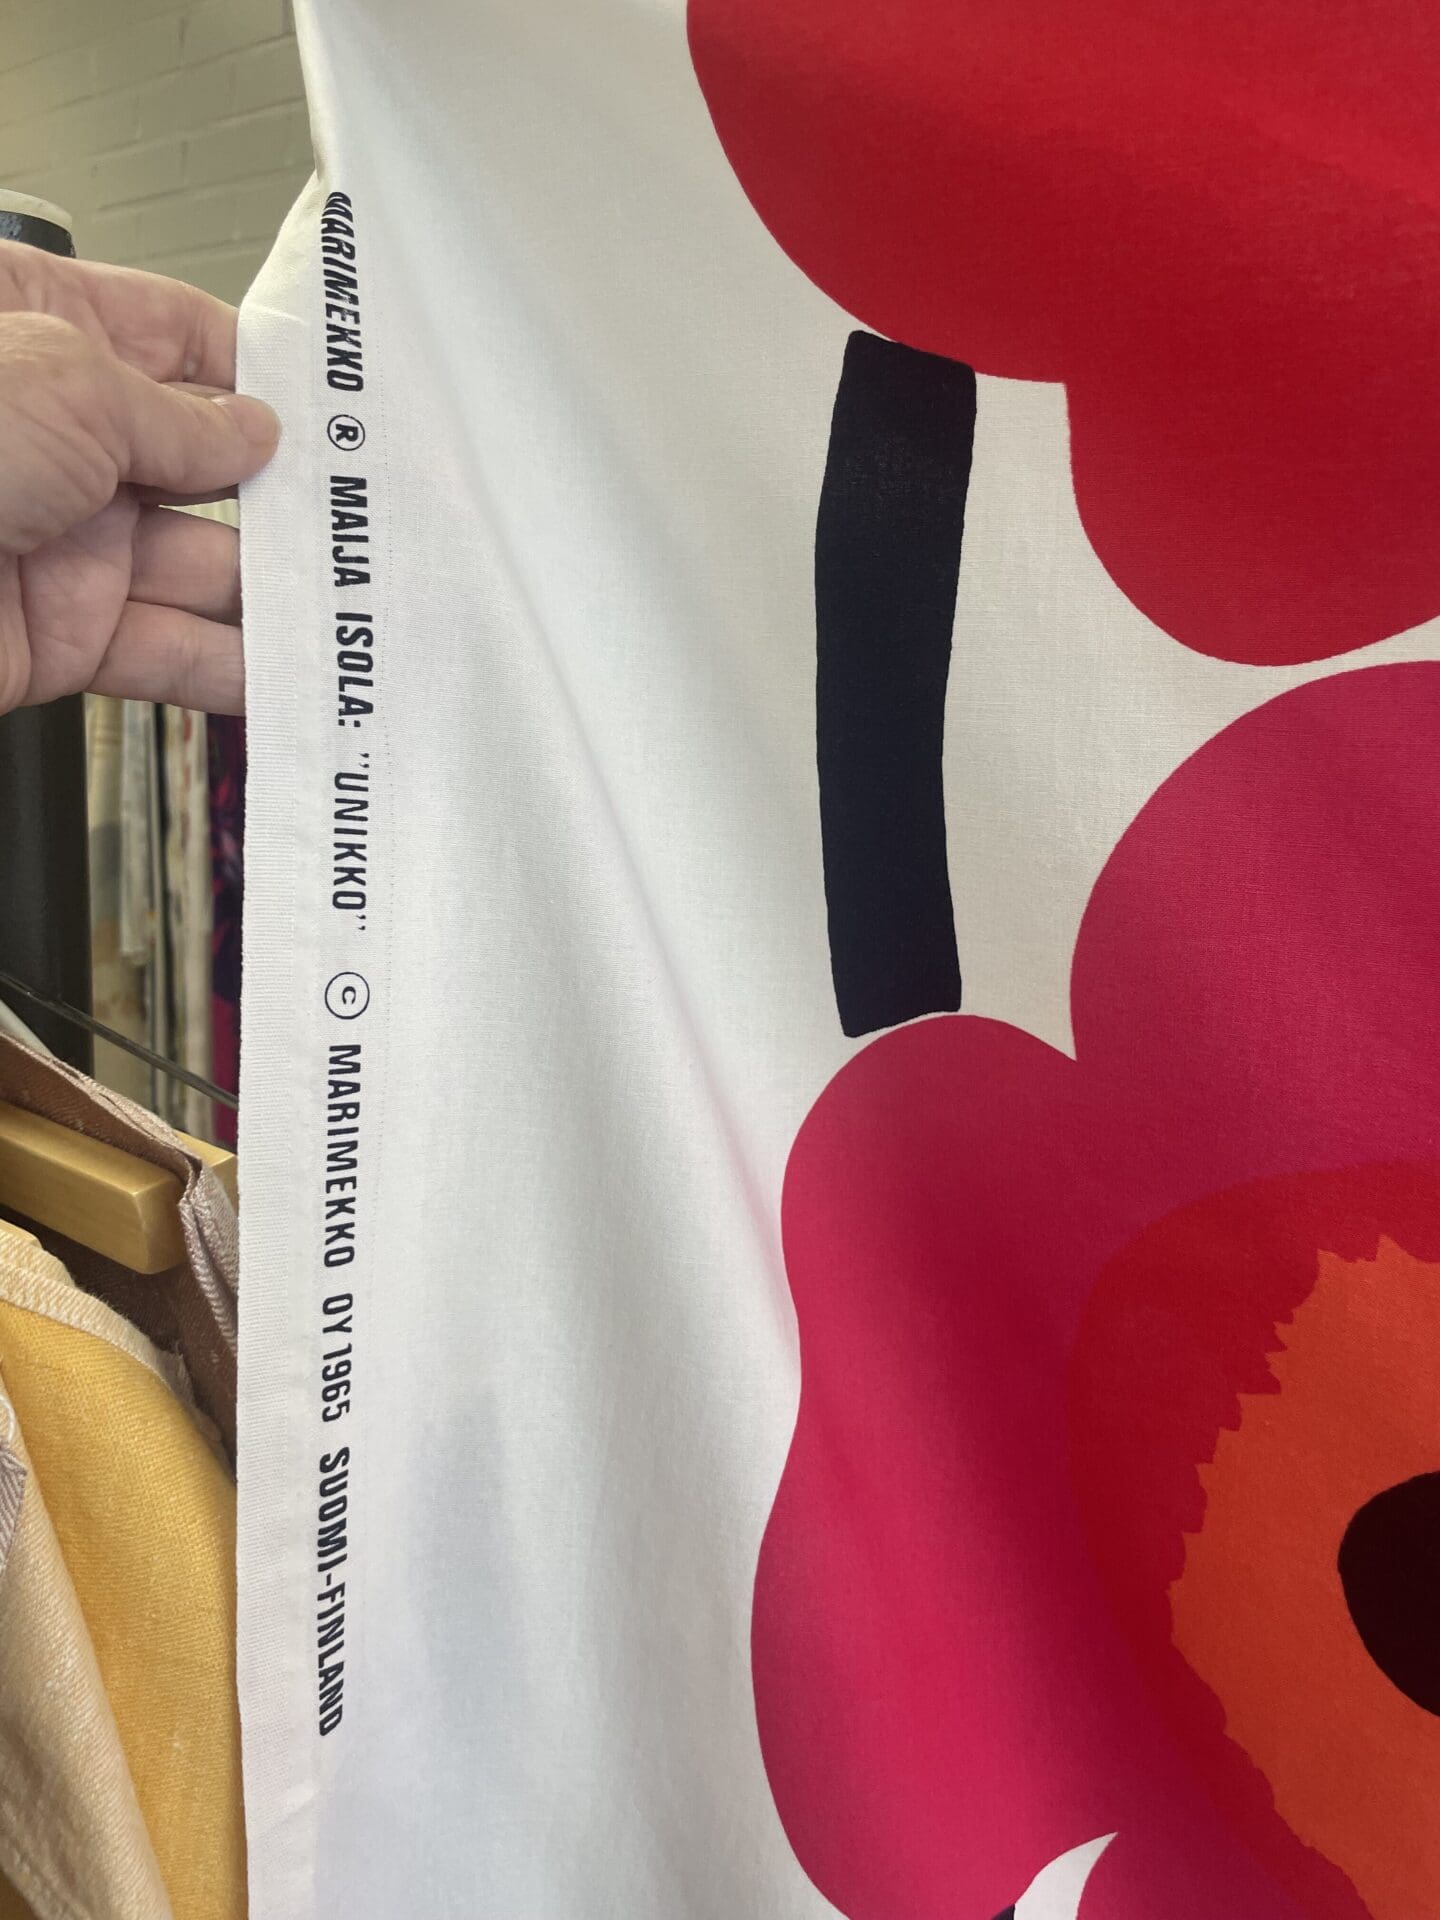 MARIMEKKO ® MAIJA ISOLA: ”UNIKKO” © MARIMEKKO OY 1965 SUOMI-FINLAND